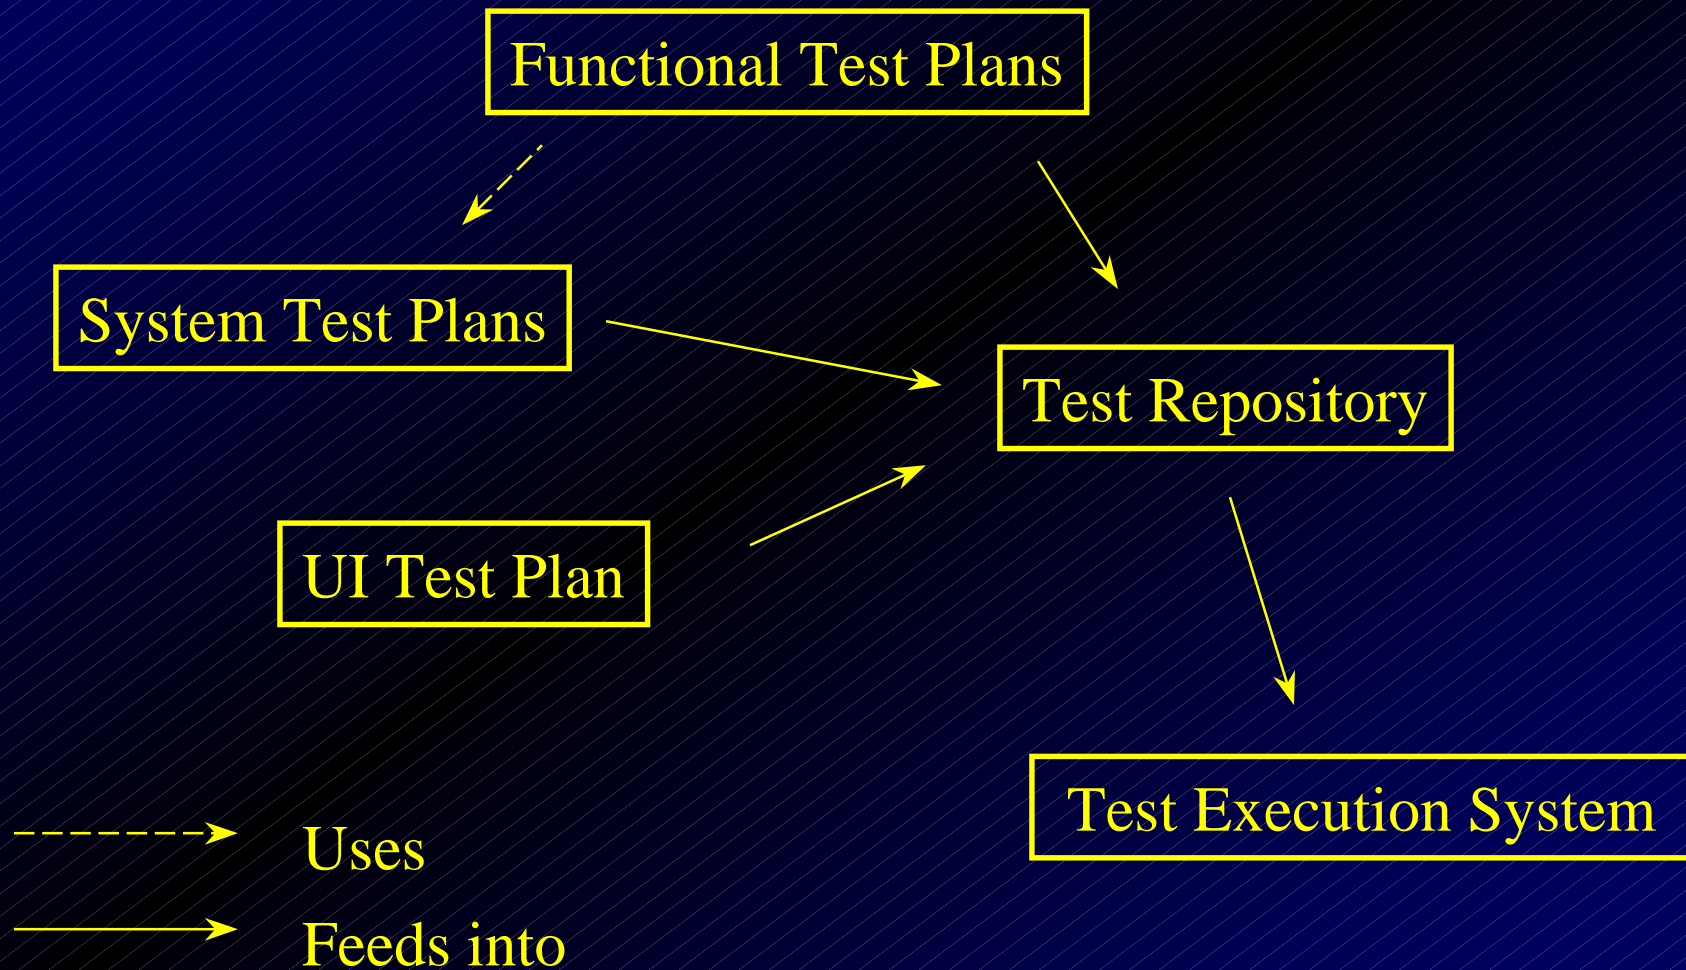 Functional Test Plans
System Test Plans
Test Repository
UI Test Plan
Test Execution System
Uses
Feeds into